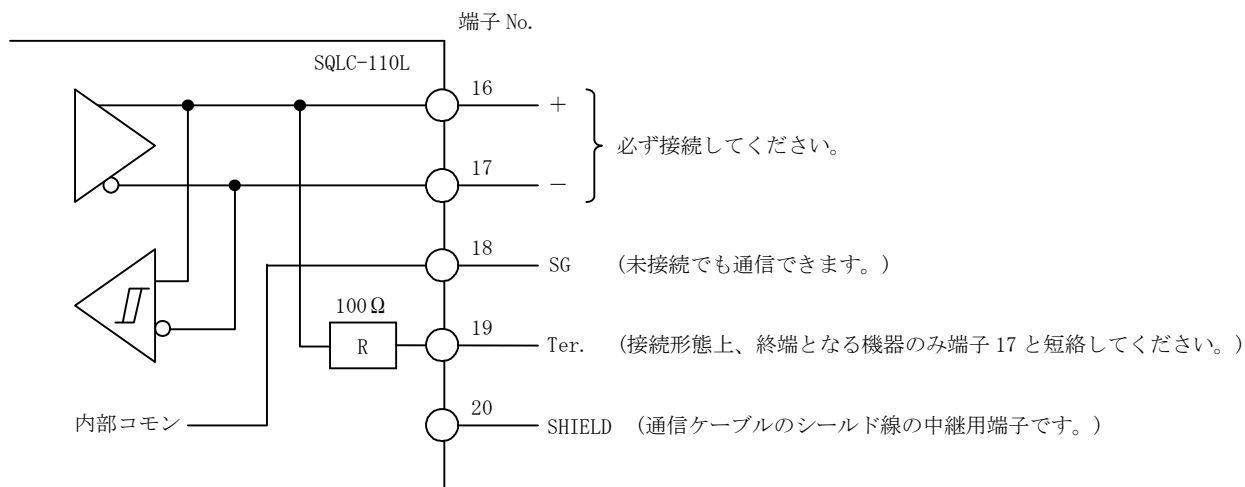 端子 No.
SQLC-110L
16
+
必ず接続してください。
17
−
18
SG (未接続でも通信できます。)
100Ω
R
19
Ter. (接続形態上、終端となる機器のみ端子 17 と短絡してください。)
内部コモン
20
SHIELD (通信ケーブルのシールド線の中継用端子です。)